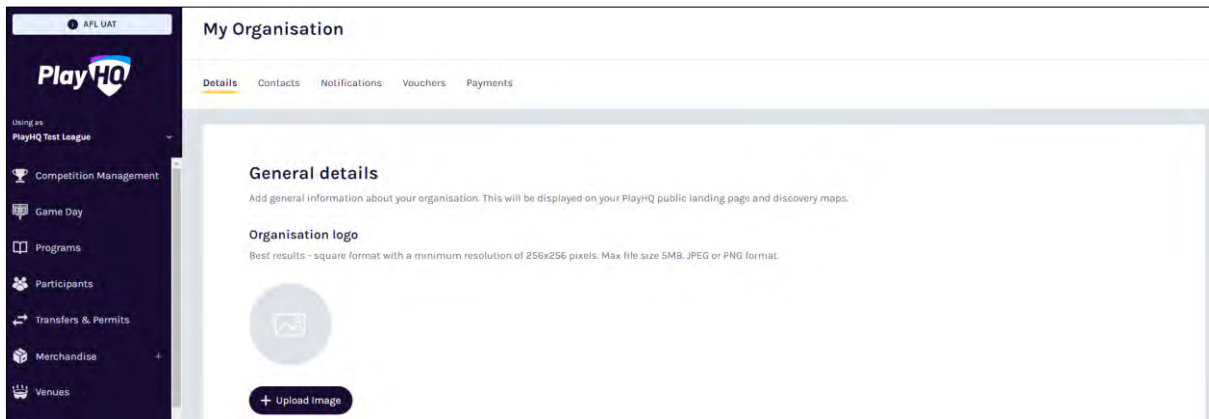 AFL UAT
PlayHQ
Using as
PlayHQ Test League
Competition Management
Game Day
Programs
Participants
Transfers & Permits
Merchandise +
Venues
My Organisation
Details Contacts Notifications Vouchers Payments
General details
Add general information about your organisation. This will be displayed on your PlayHQ public landing page and discovery maps.
Organisation logo
Best results - square format with a minimum resolution of 256x256 pixels. Max file size 5MB. JPEG or PNG format.
+ Upload Image